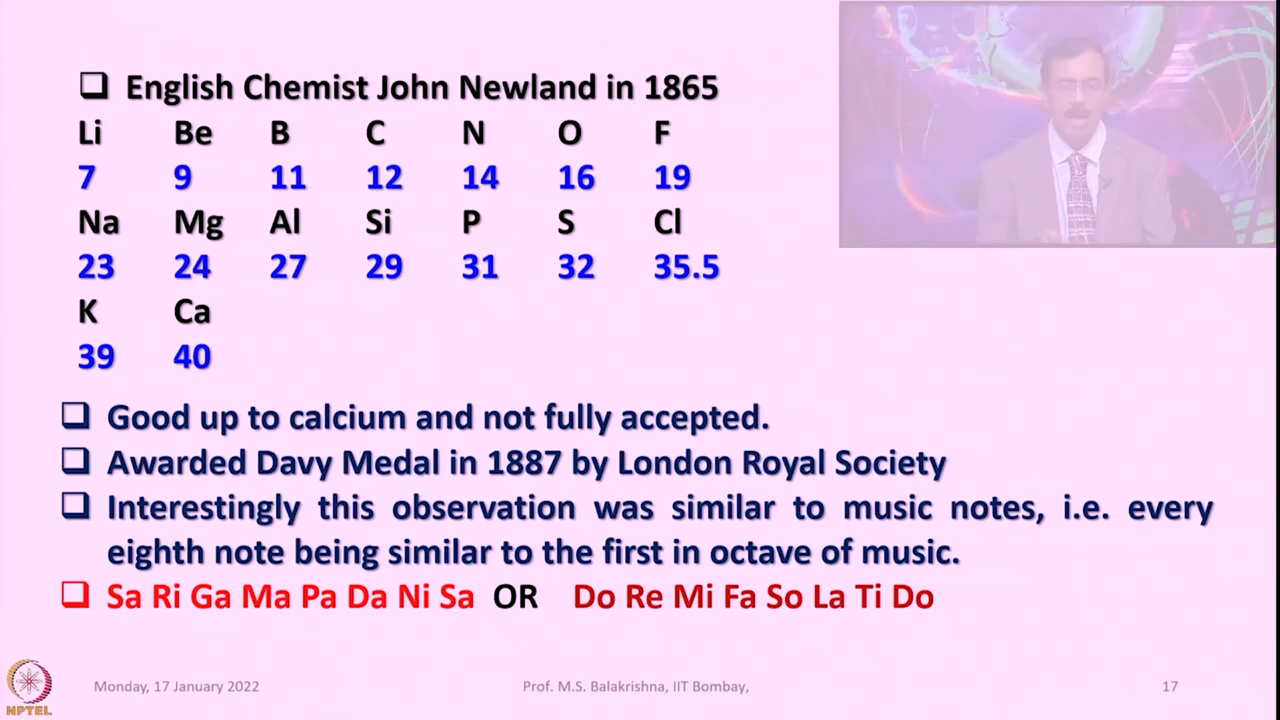 English Chemist John Newland in 1865
Li Be B C N O F
7 9 11 12 14 16 19
Na Mg Al Si P S Cl
23 24 27 29 31 32 35.5
K Ca
39 40
Good up to calcium and not fully accepted.
Awarded Davy Medal in 1887 by London Royal Society
Interestingly this observation was similar to music notes, i.e. every
eighth note being similar to the first in octave of music.
Sa Ri Ga Ma Pa Da Ni Sa OR Do Re Mi Fa So La Ti Do
NPTEL
Monday, 17 January 2022 Prof. M.S. Balakrishna, IIT Bombay, 17